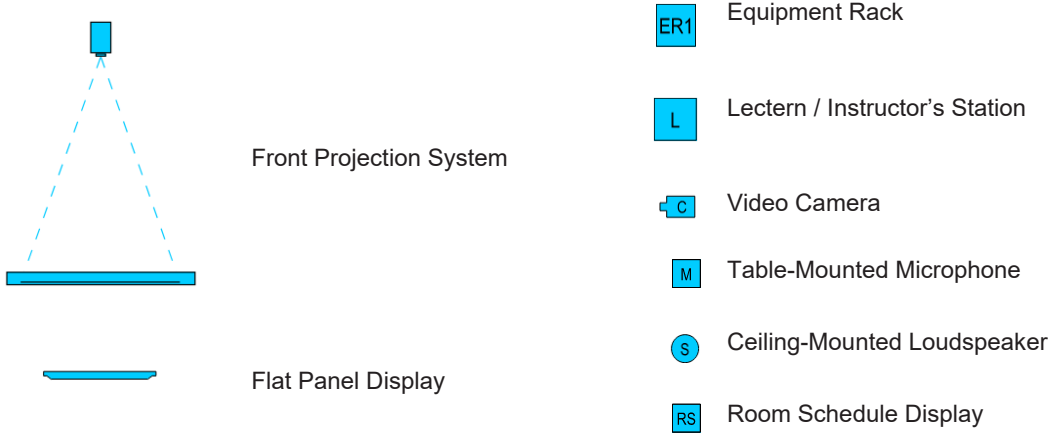 Front Projection System
Flat Panel Display
ER1 Equipment Rack
L Lectern / Instructor’s Station
C Video Camera
M Table-Mounted Microphone
S Ceiling-Mounted Loudspeaker
RS Room Schedule Display